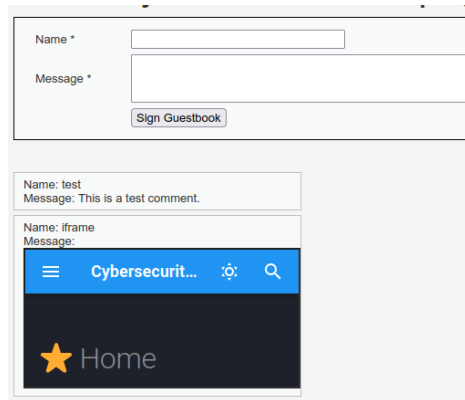 Name *
Message *
Sign Guestbook
Name: test
Message: This is a test comment.
Name: iframe
Message:
Cybersecurit...
Home